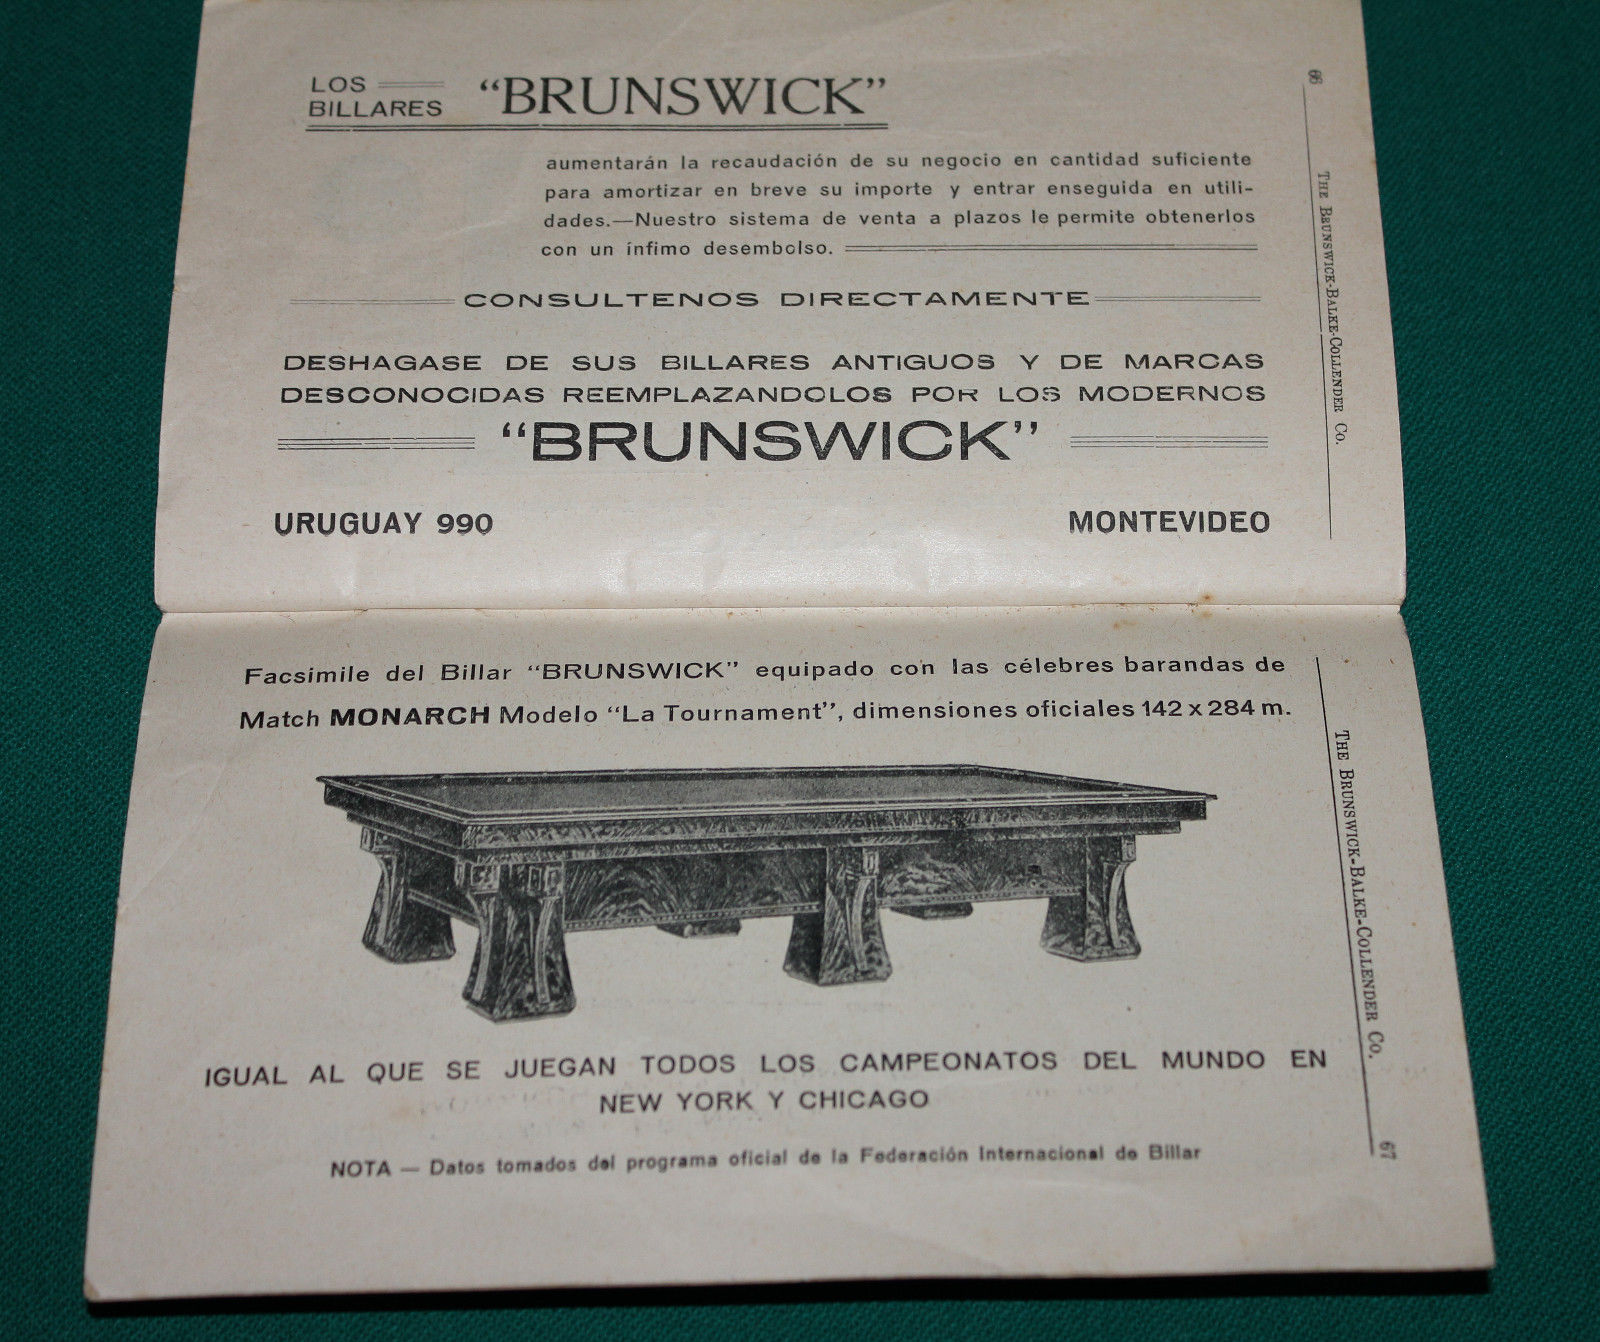 LOS
BILLARES “BRUNSWICK”
aumentarán la recaudación de su negocio en cantidad suficiente
para amortizar en breve su importe y entrar enseguida en utili-
dades.—Nuestro sistema de venta a plazos le permite obtenerlos
con un ínfimo desembolso.
CONSULTENOS DIRECTAMENTE
DESHAGASE DE SUS BILLARES ANTIGUOS Y DE MARCAS
DESCONOCIDAS REEMPLAZANDOLOS POR LOS MODERNOS
“BRUNSWICK”
URUGUAY 990 MONTEVIDEO
66
THE BRUNSWICK-BALKE-COLLENDER CO.
Facsimile del Billar “BRUNSWICK” equipado con las célebres barandas de
Match MONARCH Modelo “La Tournament”, dimensiones oficiales 142 x 284 m.
IGUAL AL QUE SE JUEGAN TODOS LOS CAMPEONATOS DEL MUNDO EN
NEW YORK Y CHICAGO
NOTA — Datos tomados del programa oficial de la Federación Internacional de Billar
THE BRUNSWICK-BALKE-COLLENDER CO.
67